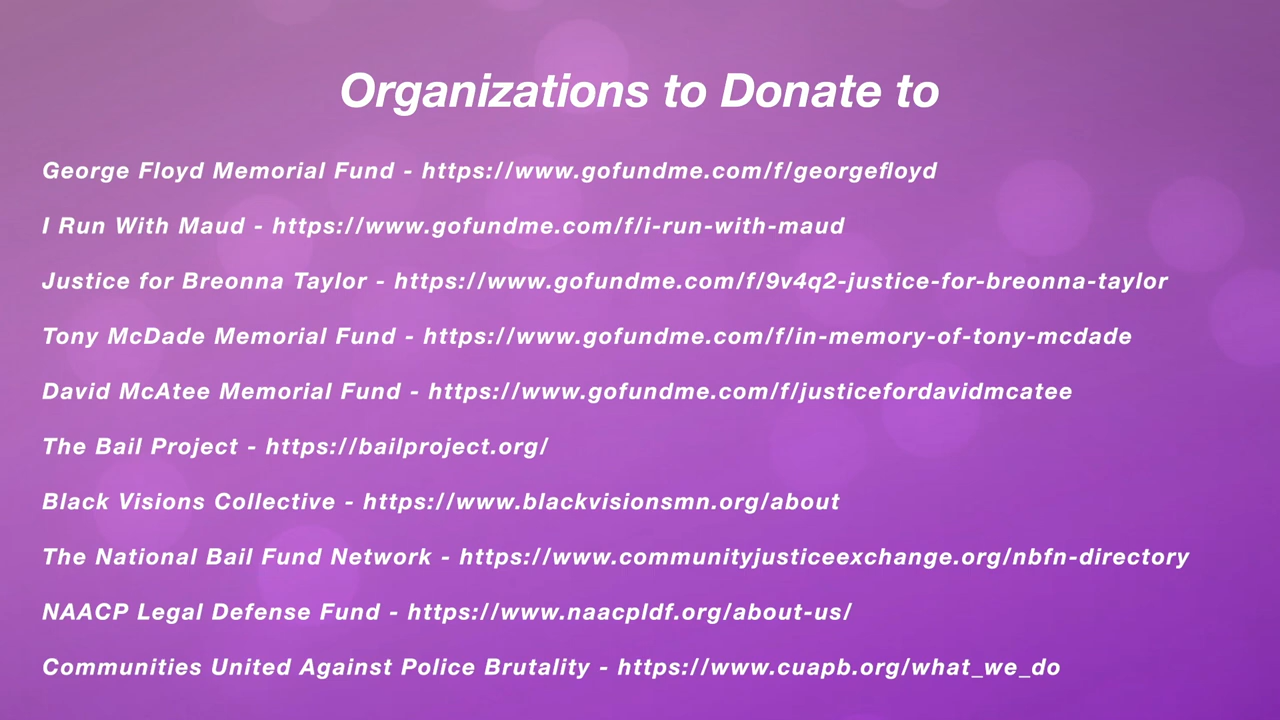 Organizations to Donate to
George Floyd Memorial Fund - https://www.gofundme.com/f/georgefloyd
I Run With Maud - https://www.gofundme.com/f/i-run-with-maud
Justice for Breonna Taylor - https://www.gofundme.com/f/9v4q2-justice-for-breonna-taylor
Tony McDade Memorial Fund - https://www.gofundme.com/f/in-memory-of-tony-mcdade
David McAtee Memorial Fund - https://www.gofundme.com/f/justicefordavidmcatee
The Bail Project - https://bailproject.org/
Black Visions Collective - https://www.blackvisionsmn.org/about
The National Bail Fund Network - https://www.communityjusticeexchange.org/nbfn-directory
NAACP Legal Defense Fund - https://www.naacpldf.org/about-us/
Communities United Against Police Brutality - https://www.cuapb.org/what_we_do